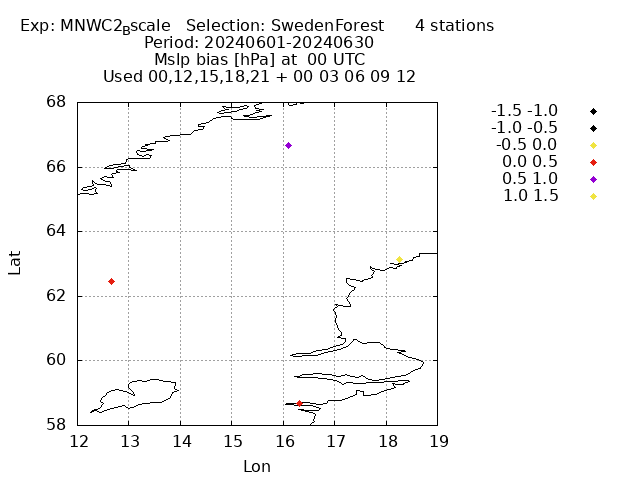 Exp: MNWC2Bscale Selection: SwedenForest 4 stations
Period: 20240601-20240630
Mslp bias [hPa] at 00 UTC
Used 00,12,15,18,21 + 00 03 06 09 12
-1.5 -1.0
-1.0 -0.5
-0.5 0.0
0.0 0.5
0.5 1.0
1.0 1.5
68
66
64
62
60
58
Lat
12 13 14 15 16 17 18 19
Lon